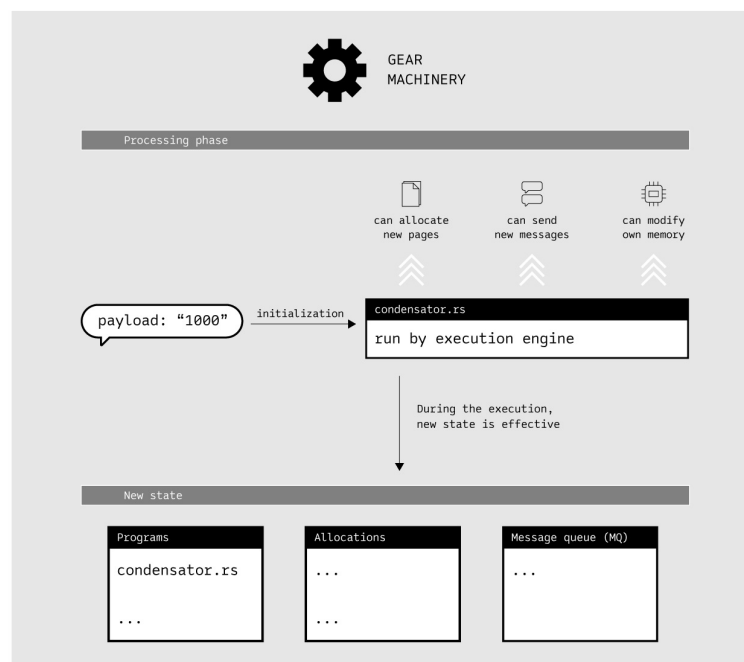 GEAR
MACHINERY
Processing phase
can allocate
new pages
can send
new messages
can modify
own memory
payload: “1000”
initialization
condensator.rs
run by execution engine
During the execution,
new state is effective
New state
Programs
condensator.rs
...
Allocations
...
...
Message queue (MQ)
...